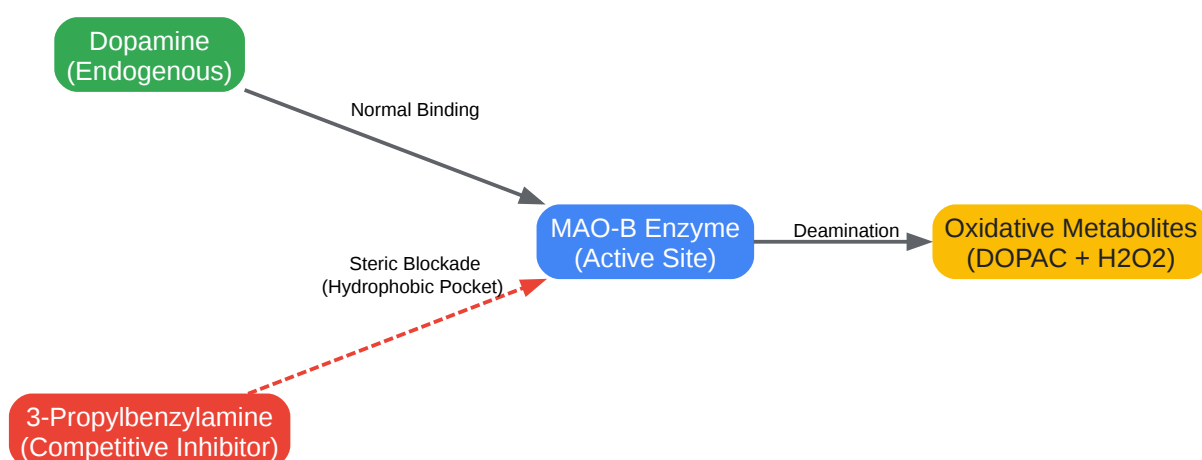 Dopamine
(Endogenous)
Normal Binding
MAO-B Enzyme
(Active Site)
Deamination
Oxidative Metabolites
(DOPAC + H2O2)
Steric Blockade
(Hydrophobic Pocket)
3-Propylbenzylamine
(Competitive Inhibitor)